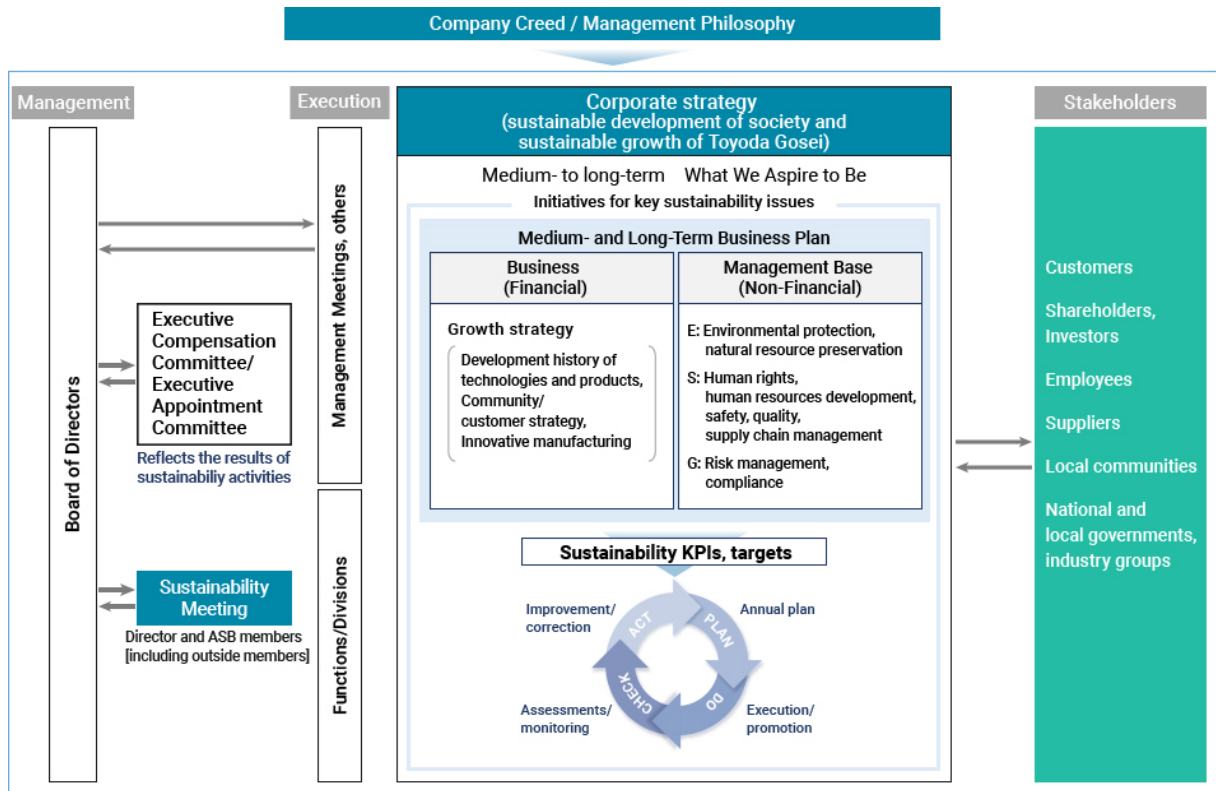 Company Creed / Management Philosophy
Management
Execution
Board of Directors
Management Meetings, others
Functions/Divisions
Executive
Compensation
Committee/
Executive
Appointment
Committee
Reflects the results of
sustainabiliy activities
Sustainability
Meeting
Director and ASB members
[including outside members]
Corporate strategy
(sustainable development of society and
sustainable growth of Toyoda Gosei)
Medium- to long-term What We Aspire to Be
Initiatives for key sustainability issues
Medium- and Long-Term Business Plan
Business
(Financial)
Growth strategy
Development history of
technologies and products,
Community/
customer strategy,
Innovative manufacturing
Management Base
(Non-Financial)
E: Environmental protection,
natural resource preservation
S: Human rights,
human resources development,
safety, quality,
supply chain management
G: Risk management,
compliance
Sustainability KPIs, targets
Improvement/
correction
Annual plan
ACT
PLAN
CHECK
DO
Assessments/
monitoring
Execution/
promotion
Stakeholders
Customers
Shareholders,
Investors
Employees
Suppliers
Local communities
National and
local governments,
industry groups